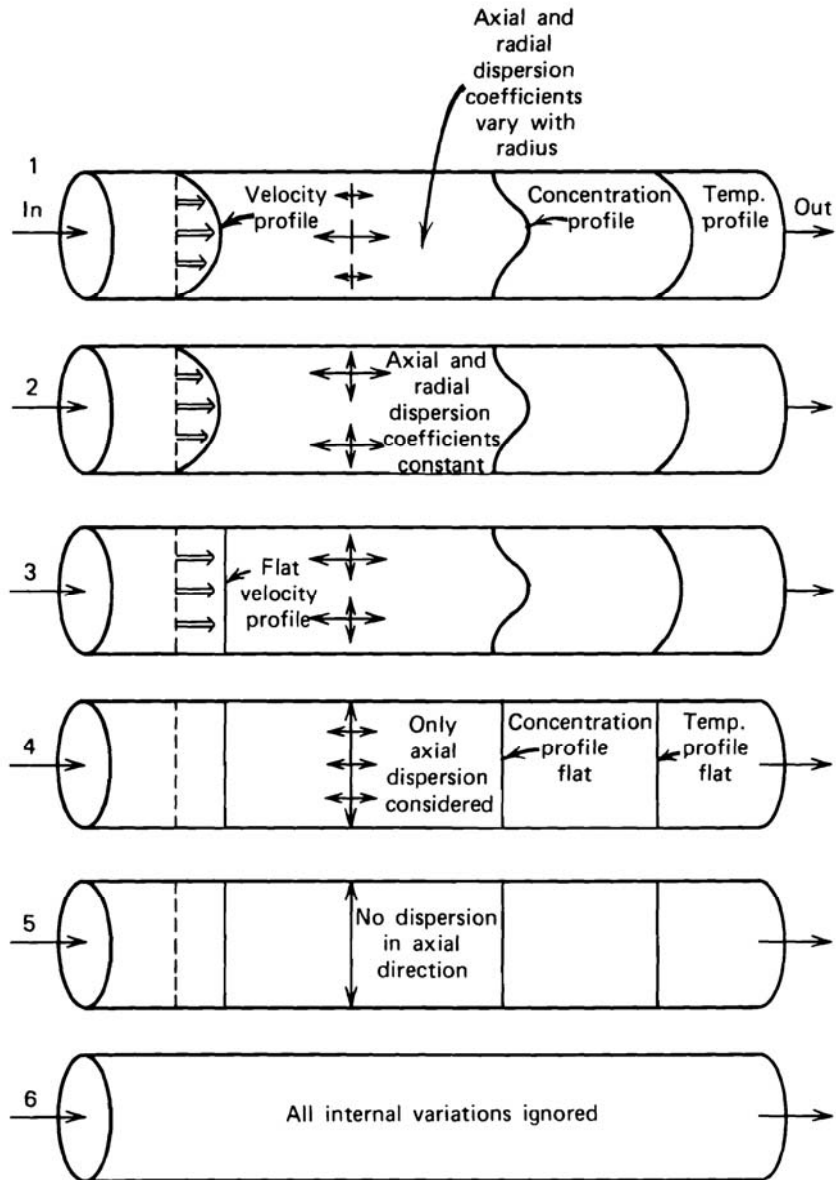 Axial and
radial
dispersion
coefficients
vary with
radius
1
In
Velocity
profile
Concentration
profile
Temp.
profile
Out
2
Axial and
radial
dispersion
coefficients
constant
3
Flat
velocity
profile
4
Only
axial
dispersion
considered
Concentration
profile
flat
Temp.
profile
flat
5
No dispersion
in axial
direction
6
All internal variations ignored